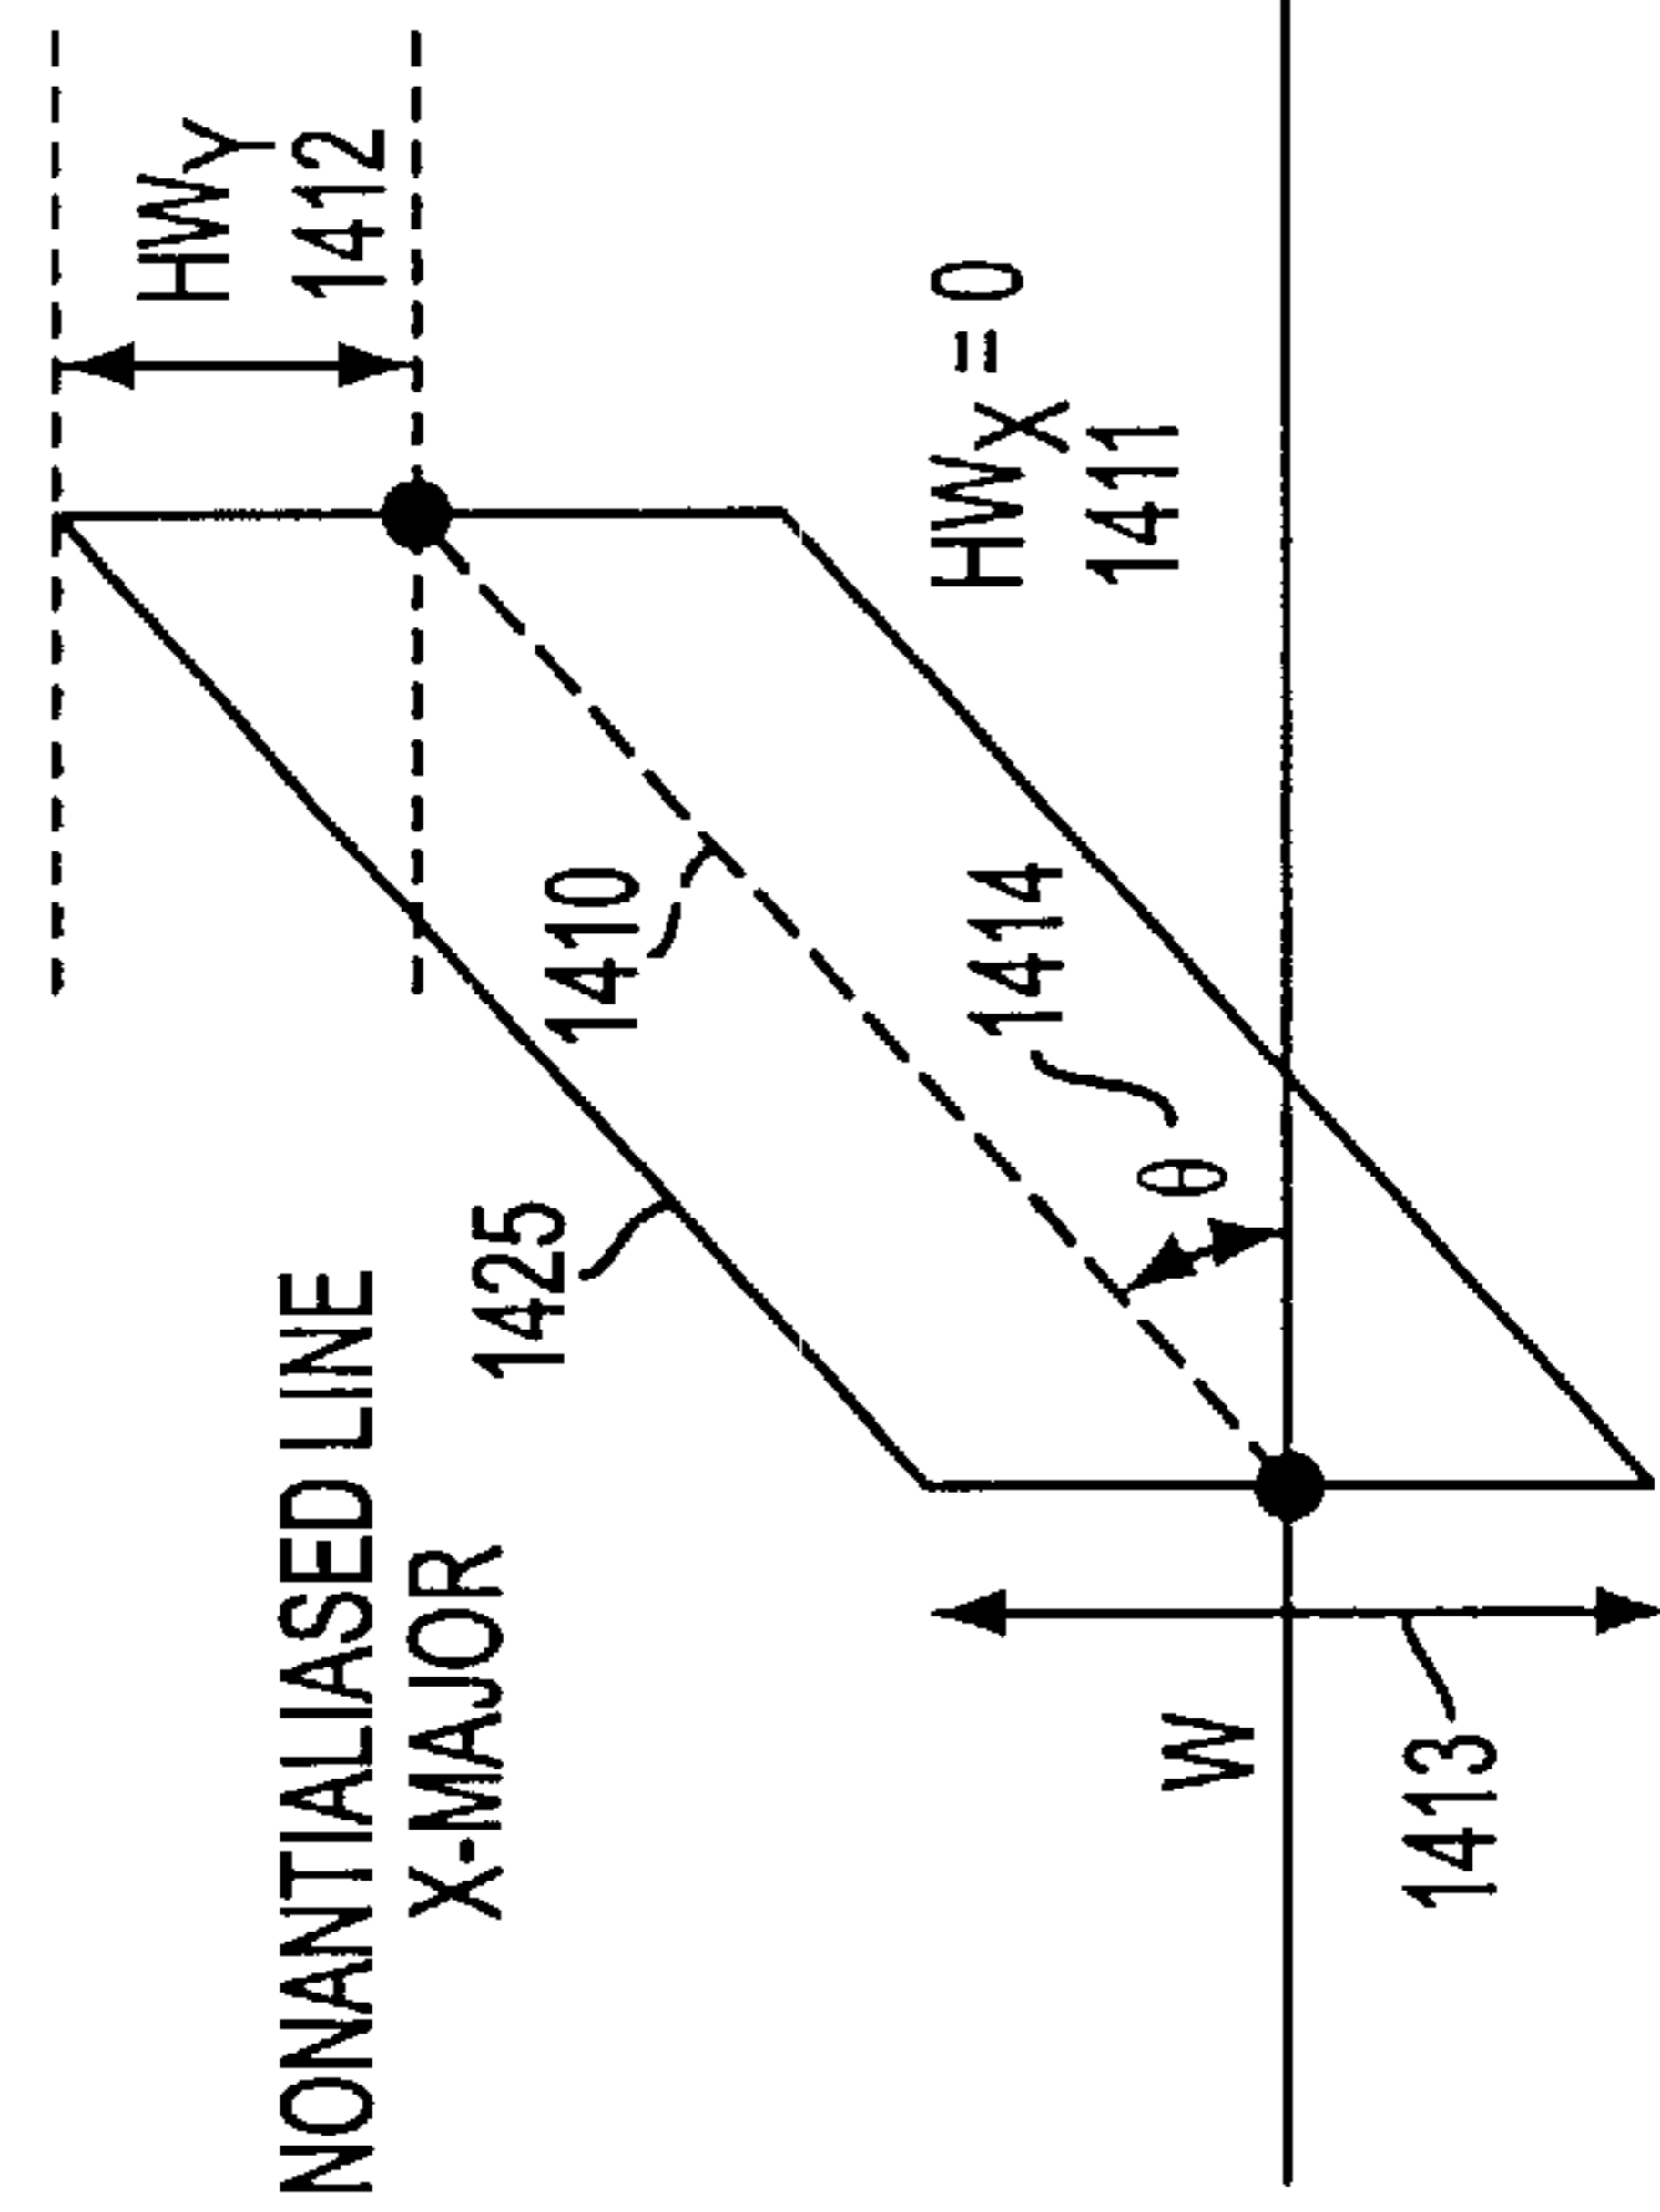 NONANTIALIASED LINE
X-MAJOR
HWY
1412
1425
1410
HWX = 0
1411
1414
θ
W
1413